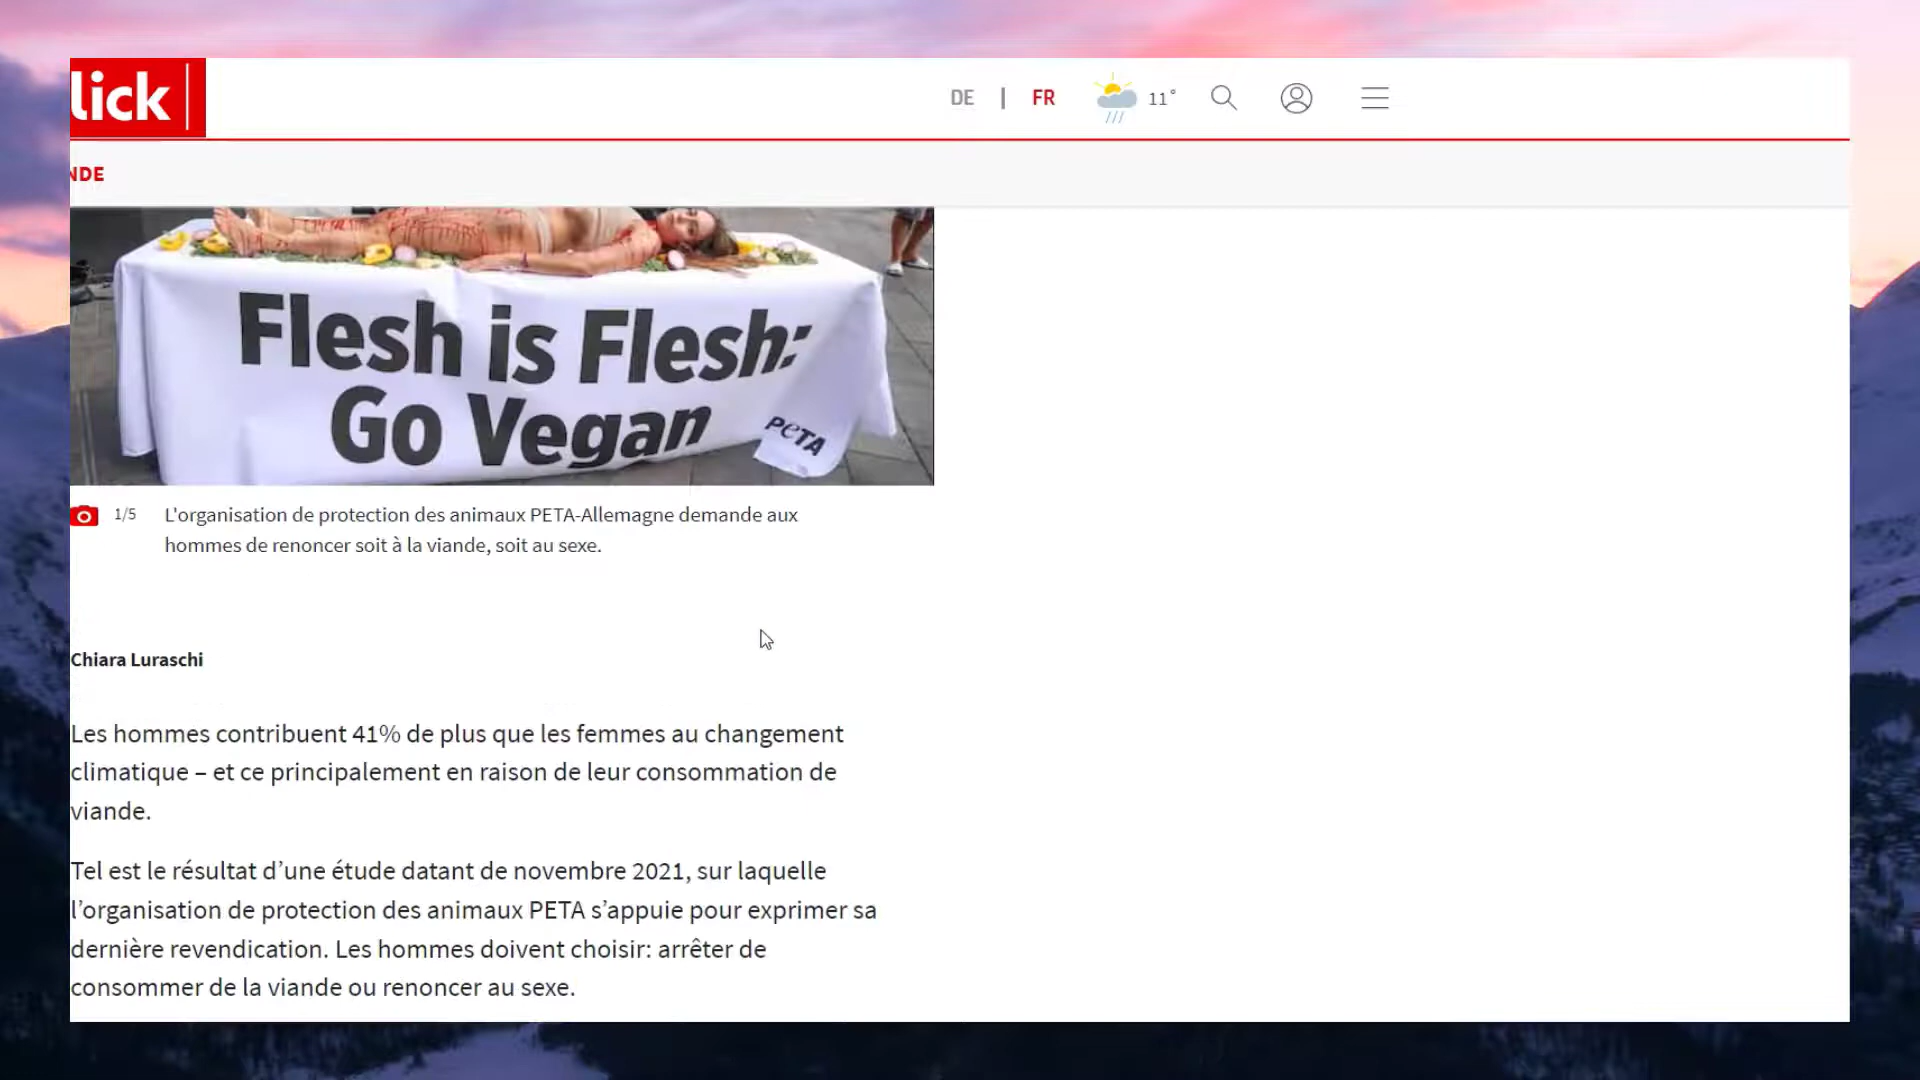 lick
DE | FR 11°
NDE
Flesh is Flesh:
Go Vegan
PeTA
1/5 L'organisation de protection des animaux PETA-Allemagne demande aux
hommes de renoncer soit à la viande, soit au sexe.
Chiara Luraschi
Les hommes contribuent 41% de plus que les femmes au changement
climatique – et ce principalement en raison de leur consommation de
viande.
Tel est le résultat d’une étude datant de novembre 2021, sur laquelle
l’organisation de protection des animaux PETA s’appuie pour exprimer sa
dernière revendication. Les hommes doivent choisir: arrêter de
consommer de la viande ou renoncer au sexe.